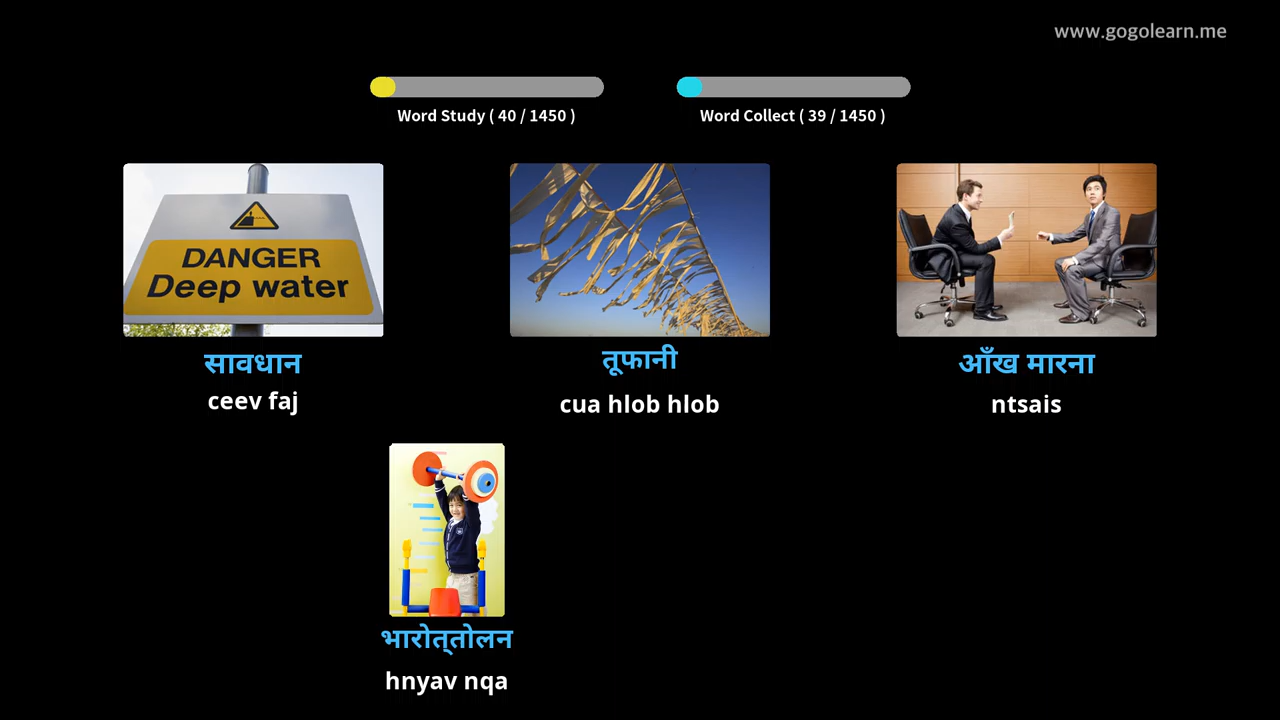 www.gogolearn.me
Word Study ( 40 / 1450 )
Word Collect ( 39 / 1450 )
DANGER
Deep water
सावधान
तूफानी
आँख मारना
ceev faj
cua hlob hlob
ntsais
भारोत्तोलन
hnyav nqa